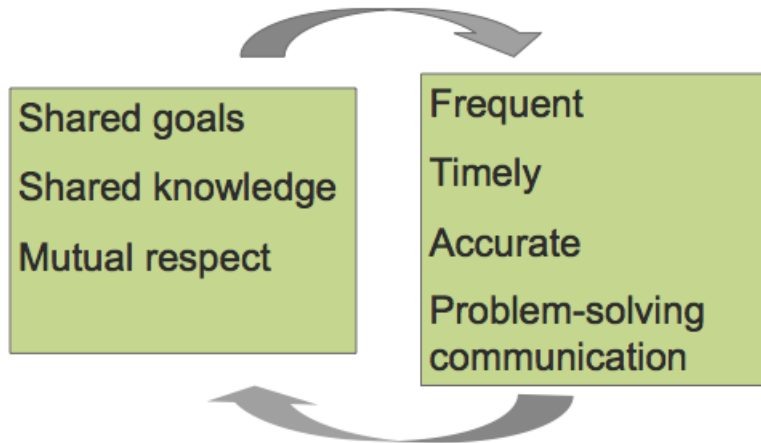 Shared goals
Shared knowledge
Mutual respect
Frequent
Timely
Accurate
Problem-solving
communication